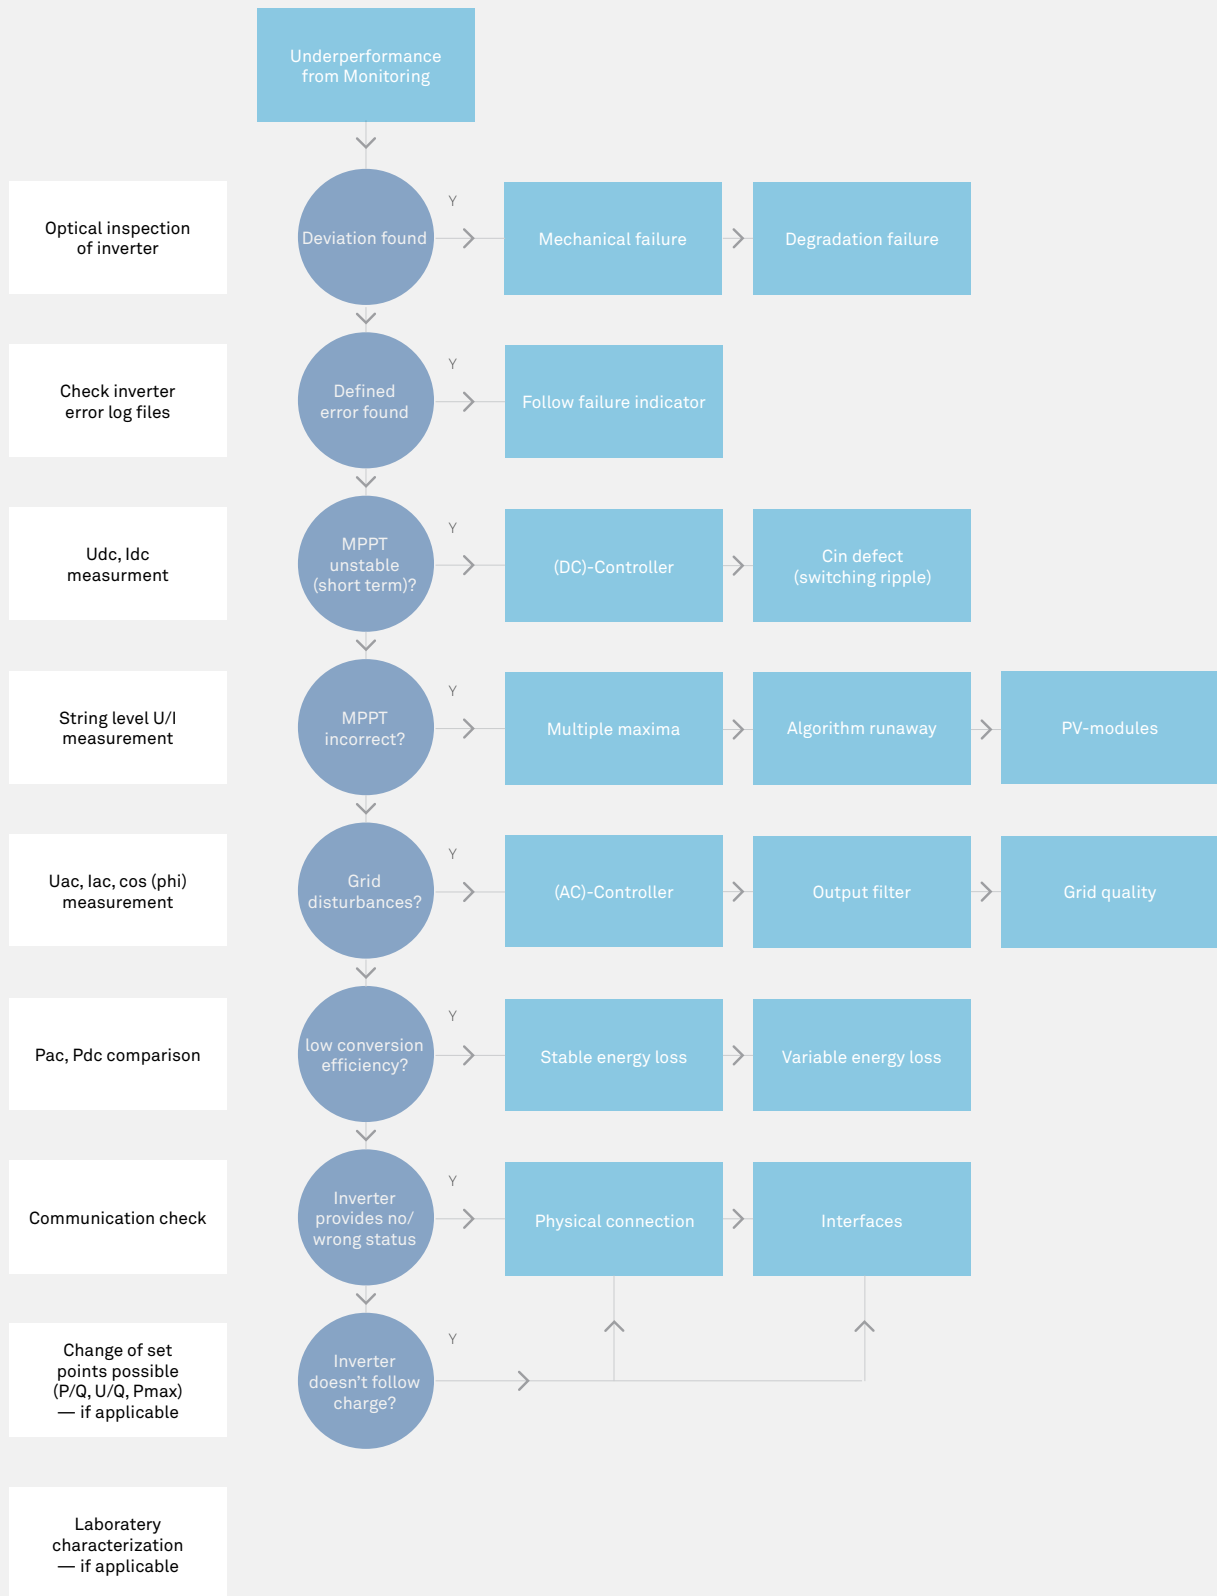 Underperformance
from Monitoring
Optical inspection
of inverter
Deviation found
Y
Mechanical failure
Degradation failure
Check inverter
error log files
Defined
error found
Y
Follow failure indicator
Udc, Idc
measurment
MPPT
unstable
(short term)?
Y
(DC)-Controller
Cin defect
(switching ripple)
String level U/I
measurement
MPPT
incorrect?
Y
Multiple maxima
Algorithm runaway
PV-modules
Uac, Iac, cos (phi)
measurement
Grid
disturbances?
Y
(AC)-Controller
Output filter
Grid quality
Pac, Pdc comparison
low conversion
efficiency?
Y
Stable energy loss
Variable energy loss
Communication check
Inverter
provides no/
wrong status
Y
Physical connection
Interfaces
Change of set
points possible
(P/Q, U/Q, Pmax)
— if applicable
Inverter
doesn't follow
charge?
Y
Laboratery
characterization
— if applicable